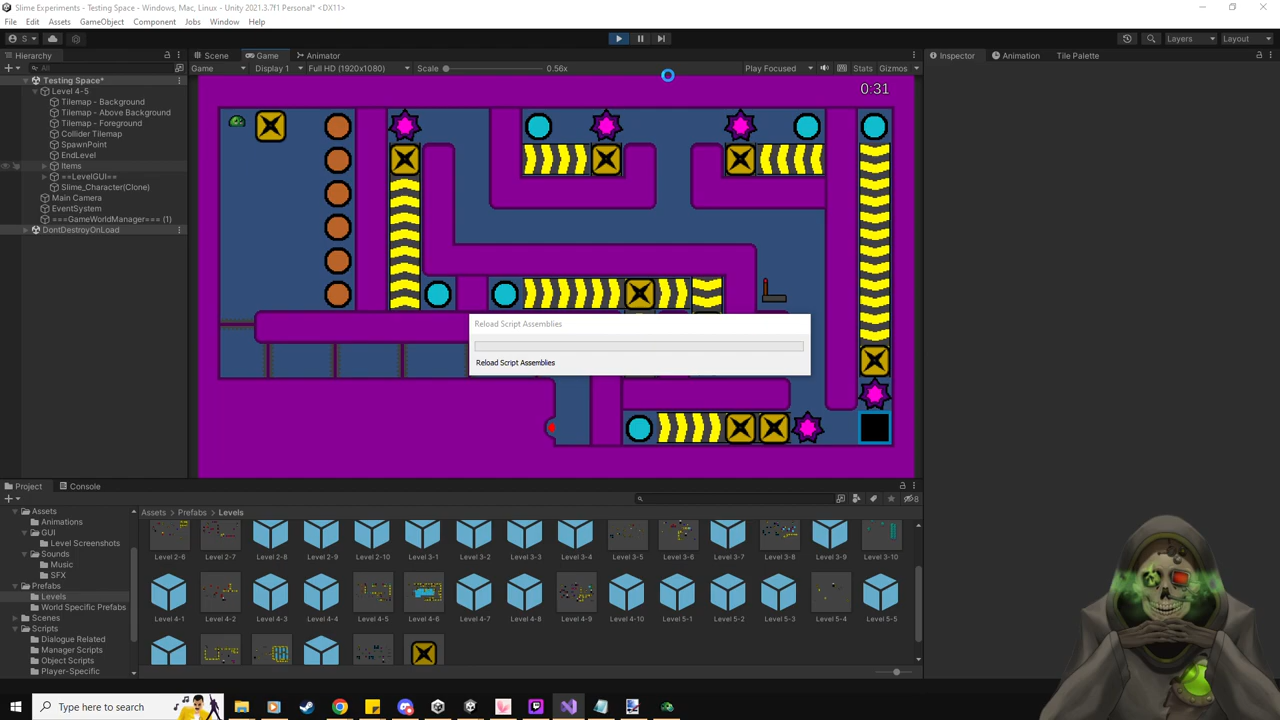 Slime Experiments - Testing Space - Windows, Mac, Linux - Unity 2021.3.7f1 Personal* <DX11>
File Edit Assets GameObject Component Jobs Window Help
S
Layers Layout
Hierarchy
All
Testing Space*
Level 4-5
Tilemap - Background
Tilemap - Above Background
Tilemap - Foreground
Collider Tilemap
SpawnPoint
EndLevel
Items
==LevelGUI==
Slime_Character(Clone)
Main Camera
EventSystem
===GameWorldManager=== (1)
DontDestroyOnLoad
Scene Game Animator
Game Display 1 Full HD (1920x1080) Scale 0.56x Play Focused Stats Gizmos
0:31
Reload Script Assemblies
Reload Script Assemblies
Inspector Animation Tile Palette
Project Console
8
Assets
Animations
GUI
Level Screenshots
Sounds
Music
SFX
Prefabs
Levels
World Specific Prefabs
Scenes
Scripts
Dialogue Related
Manager Scripts
Object Scripts
Player-Specific
Assets > Prefabs > Levels
Level 2-6 Level 2-7 Level 2-8 Level 2-9 Level 2-10 Level 3-1 Level 3-2 Level 3-3 Level 3-4 Level 3-5 Level 3-6 Level 3-7 Level 3-8 Level 3-9 Level 3-10
Level 4-1 Level 4-2 Level 4-3 Level 4-4 Level 4-5 Level 4-6 Level 4-7 Level 4-8 Level 4-9 Level 4-10 Level 5-1 Level 5-2 Level 5-3 Level 5-4 Level 5-5
Type here to search